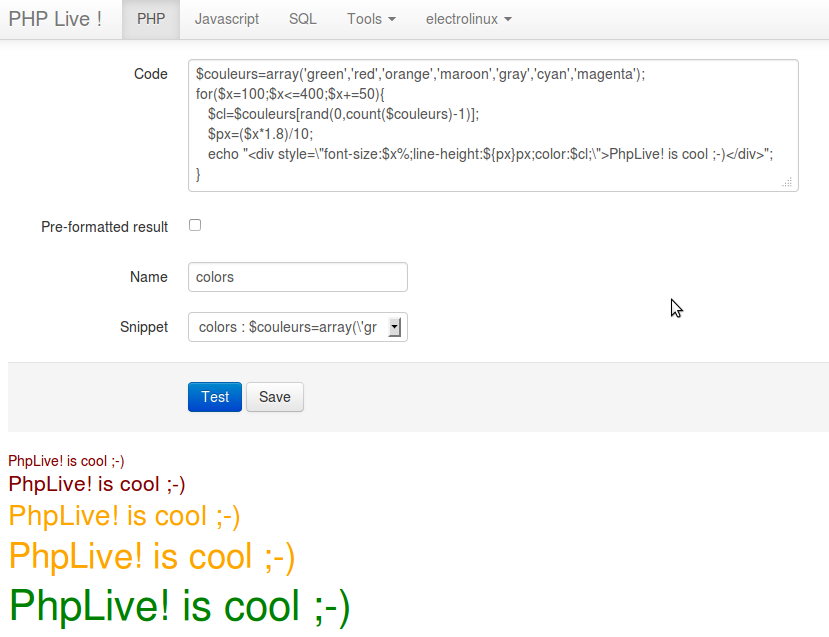 PHP Live ! PHP Javascript SQL Tools electrolinux
Code
$couleurs=array('green','red','orange','maroon','gray','cyan','magenta');
for($x=100;$x<=400;$x+=50){
$cl=$couleurs[rand(0,count($couleurs)-1)];
$px=($x*1.8)/10;
echo "<div style=\"font-size:$x%;line-height:${px}px;color:$cl;\">PhpLive! is cool ;-)</div>";
}
Pre-formatted result
Name colors
Snippet colors : $couleurs=array(\'gr
Test Save
PhpLive! is cool ;-)
PhpLive! is cool ;-)
PhpLive! is cool ;-)
PhpLive! is cool ;-)
PhpLive! is cool ;-)